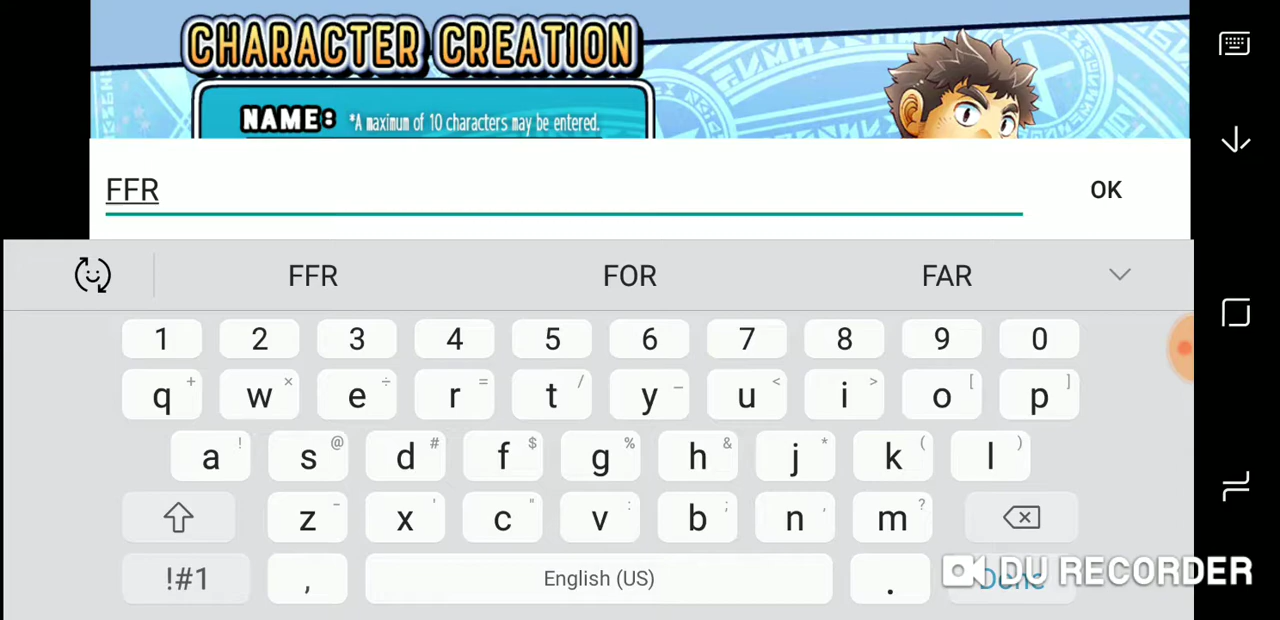 CHARACTER CREATION
NAME: *A maximum of 10 characters may be entered.
FFR
OK
FFR FOR FAR
1 2 3 4 5 6 7 8 9 0
q + w × e ÷ r = t / y _ u < i > o [ p ]
a ! s @ d # f $ g % h & j * k ( l )
z - x ' c " v : b ; n , m ?
!#1 , English (US) . Done
DU RECORDER